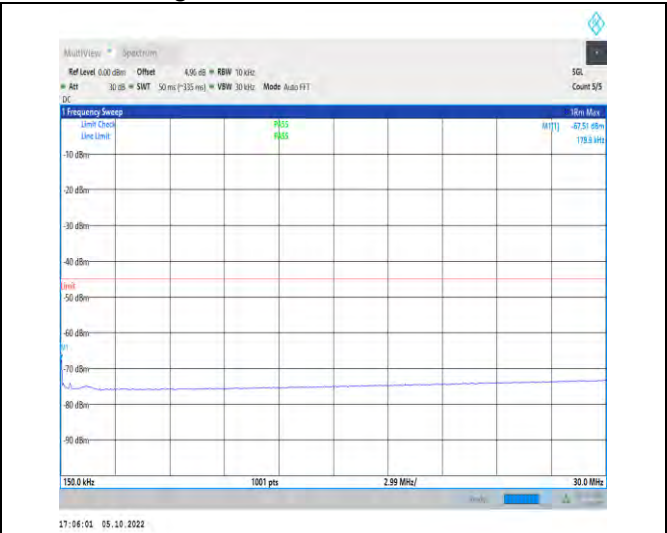 MultiView Spectrum
Ref Level 0.00 dBm Offset 4.96 dB RBW 10 kHz SGL
Att 30 dB SWT 50 ms (~335 ms) VBW 30 kHz Mode Auto FFT Count 5/5
DC
1 Frequency Sweep 1Rm Max
Limit Check PASS M1[1] -67.51 dBm
Line Limit PASS 179.9 kHz
-10 dBm
-20 dBm
-30 dBm
-40 dBm
Limit
-50 dBm
-60 dBm
M1
-70 dBm
-80 dBm
-90 dBm
150.0 kHz 1001 pts 2.99 MHz/ 30.0 MHz
Ready
17:06:01 05.10.2022